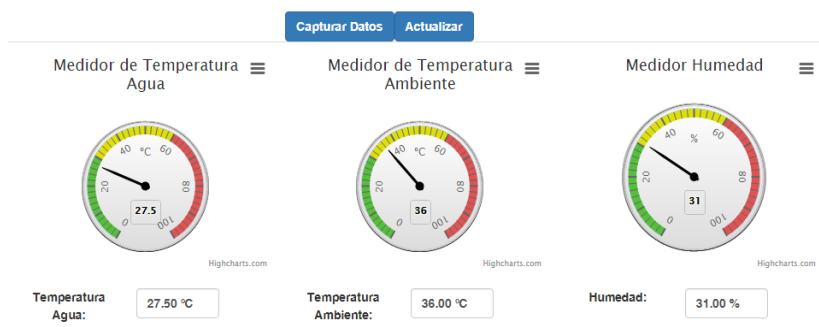 Capturar Datos Actualizar
Medidor de Temperatura
Agua
0 20 40 60 80 100
°C
27.5
Highcharts.com
Temperatura
Agua:
27.50 °C
Medidor de Temperatura
Ambiente
0 20 40 60 80 100
°C
36
Highcharts.com
Temperatura
Ambiente:
36.00 °C
Medidor Humedad
0 20 40 60 80 100
%
31
Highcharts.com
Humedad:
31.00 %